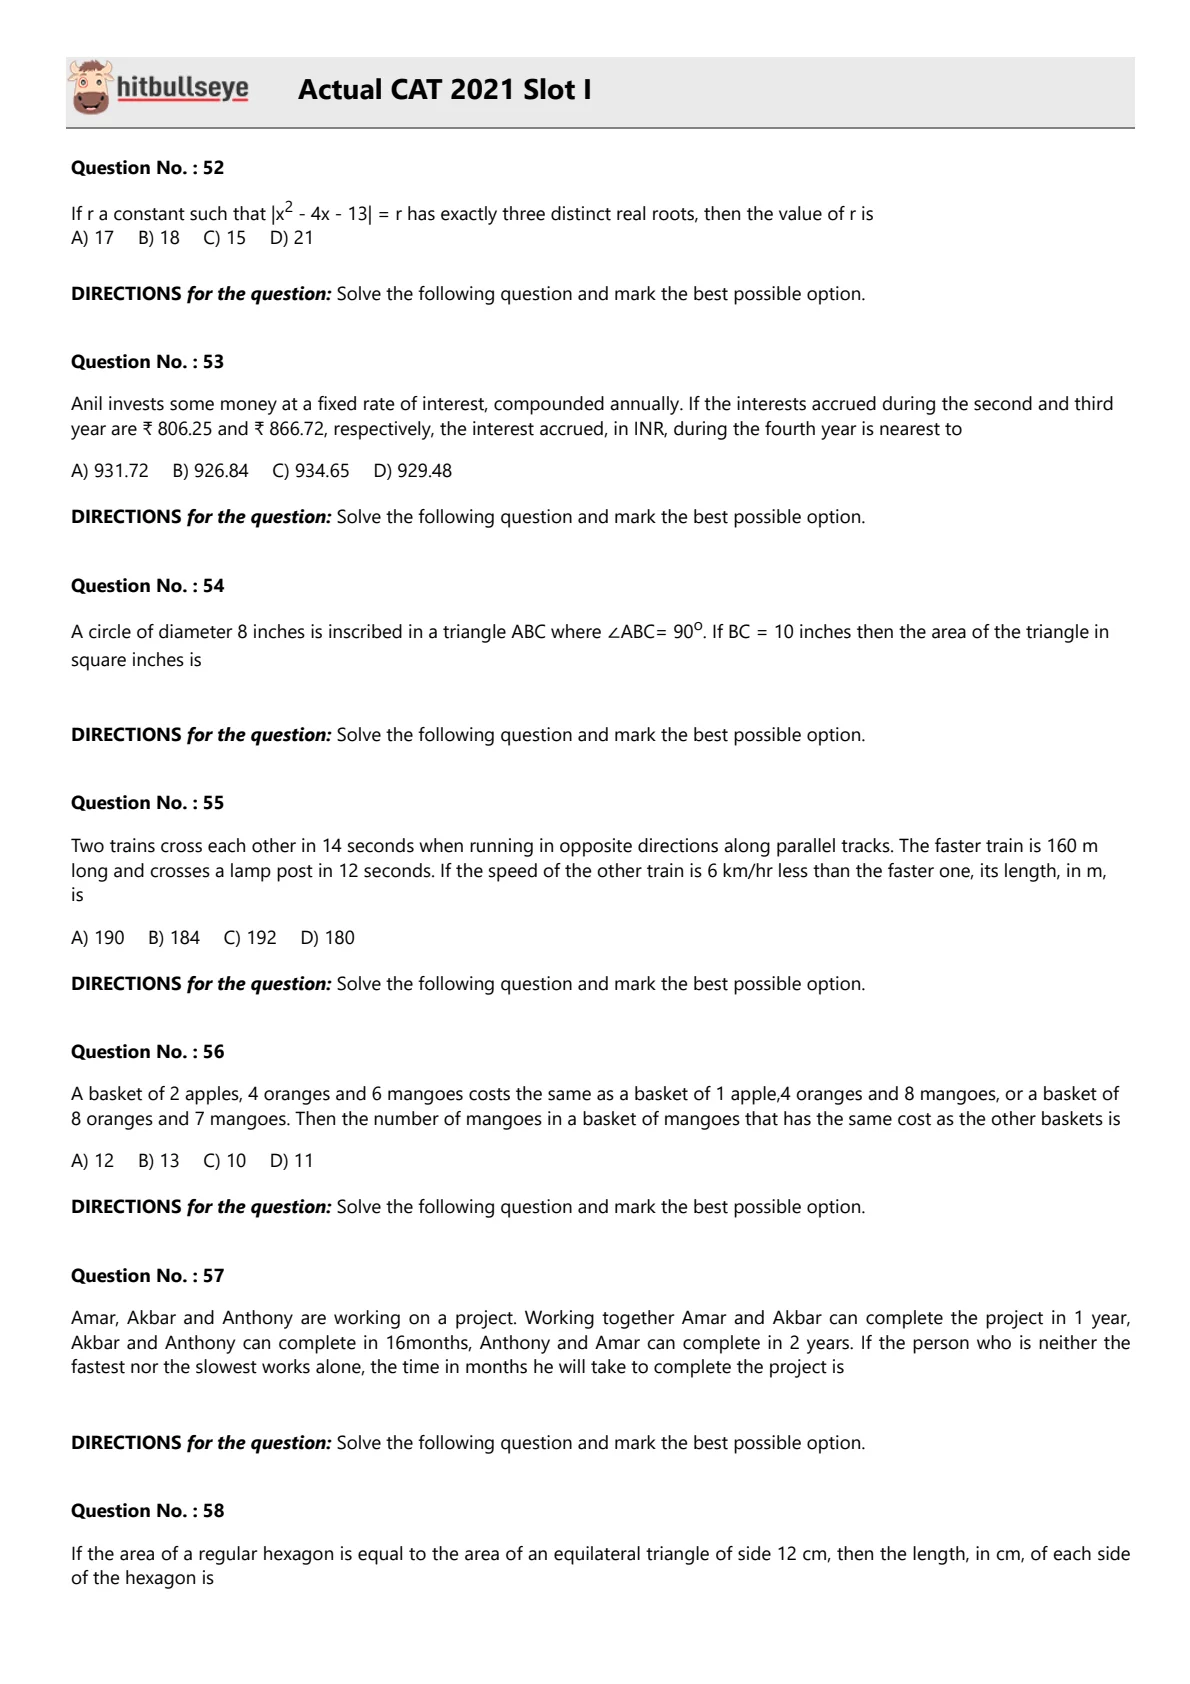 hitbullseye Actual CAT 2021 Slot I
Question No. : 52
If r a constant such that |x² - 4x - 13| = r has exactly three distinct real roots, then the value of r is
A) 17 B) 18 C) 15 D) 21
DIRECTIONS for the question: Solve the following question and mark the best possible option.
Question No. : 53
Anil invests some money at a fixed rate of interest, compounded annually. If the interests accrued during the second and third
year are ₹ 806.25 and ₹ 866.72, respectively, the interest accrued, in INR, during the fourth year is nearest to
A) 931.72 B) 926.84 C) 934.65 D) 929.48
DIRECTIONS for the question: Solve the following question and mark the best possible option.
Question No. : 54
A circle of diameter 8 inches is inscribed in a triangle ABC where ∠ABC= 90º. If BC = 10 inches then the area of the triangle in
square inches is
DIRECTIONS for the question: Solve the following question and mark the best possible option.
Question No. : 55
Two trains cross each other in 14 seconds when running in opposite directions along parallel tracks. The faster train is 160 m
long and crosses a lamp post in 12 seconds. If the speed of the other train is 6 km/hr less than the faster one, its length, in m,
is
A) 190 B) 184 C) 192 D) 180
DIRECTIONS for the question: Solve the following question and mark the best possible option.
Question No. : 56
A basket of 2 apples, 4 oranges and 6 mangoes costs the same as a basket of 1 apple,4 oranges and 8 mangoes, or a basket of
8 oranges and 7 mangoes. Then the number of mangoes in a basket of mangoes that has the same cost as the other baskets is
A) 12 B) 13 C) 10 D) 11
DIRECTIONS for the question: Solve the following question and mark the best possible option.
Question No. : 57
Amar, Akbar and Anthony are working on a project. Working together Amar and Akbar can complete the project in 1 year,
Akbar and Anthony can complete in 16months, Anthony and Amar can complete in 2 years. If the person who is neither the
fastest nor the slowest works alone, the time in months he will take to complete the project is
DIRECTIONS for the question: Solve the following question and mark the best possible option.
Question No. : 58
If the area of a regular hexagon is equal to the area of an equilateral triangle of side 12 cm, then the length, in cm, of each side
of the hexagon is